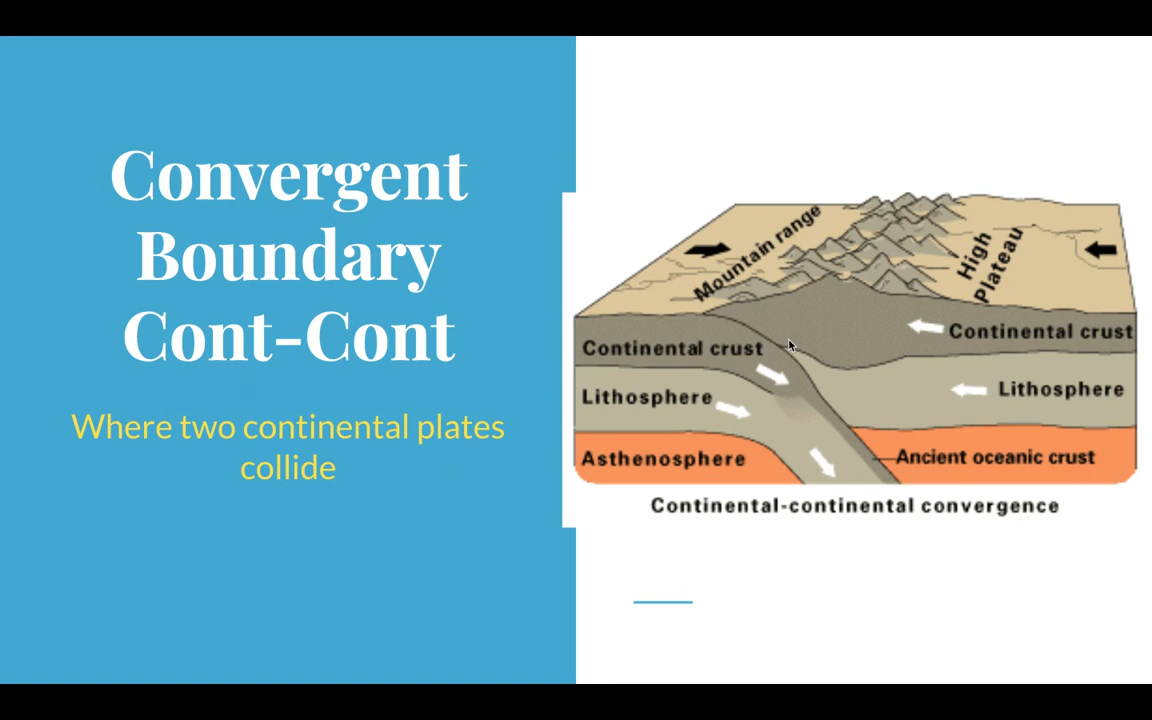 Convergent
Boundary
Cont-Cont
Where two continental plates
collide
Mountain range
High
Plateau
Continental crust
Continental crust
Lithosphere
Lithosphere
Asthenosphere
Ancient oceanic crust
Continental-continental convergence